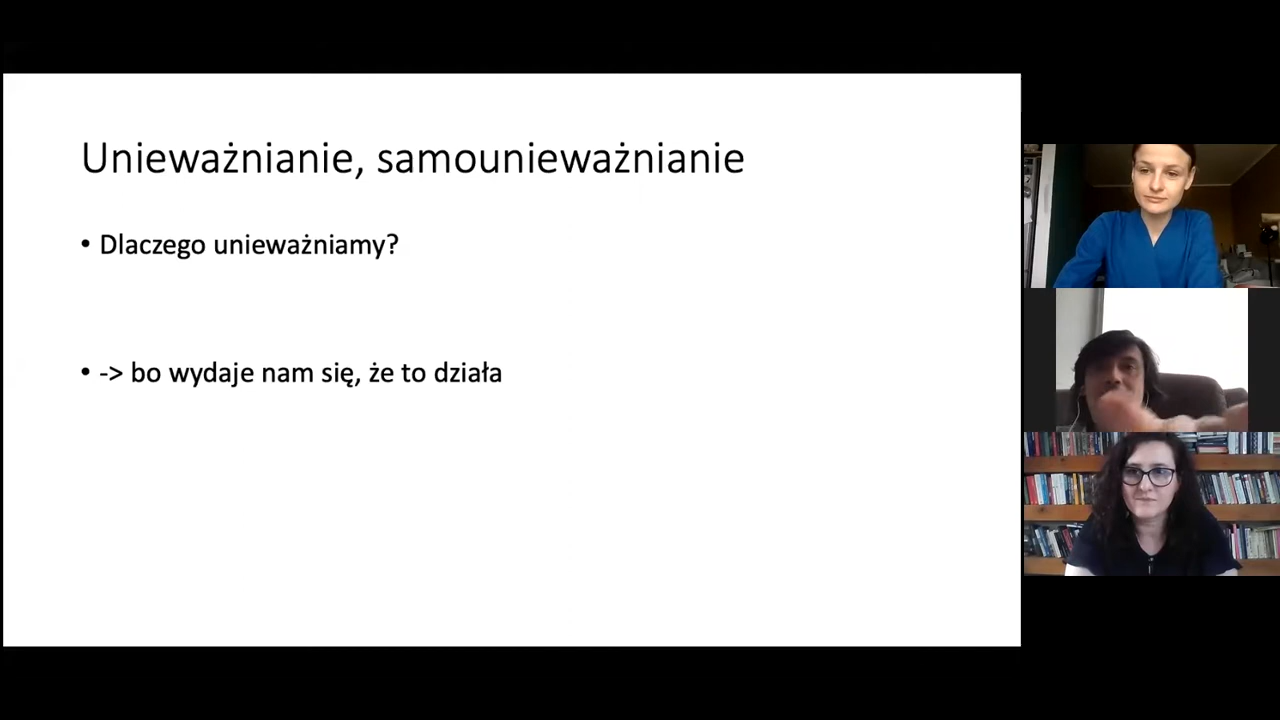 Unieważnianie, samounieważnianie
• Dlaczego unieważniamy?
• -> bo wydaje nam się, że to działa